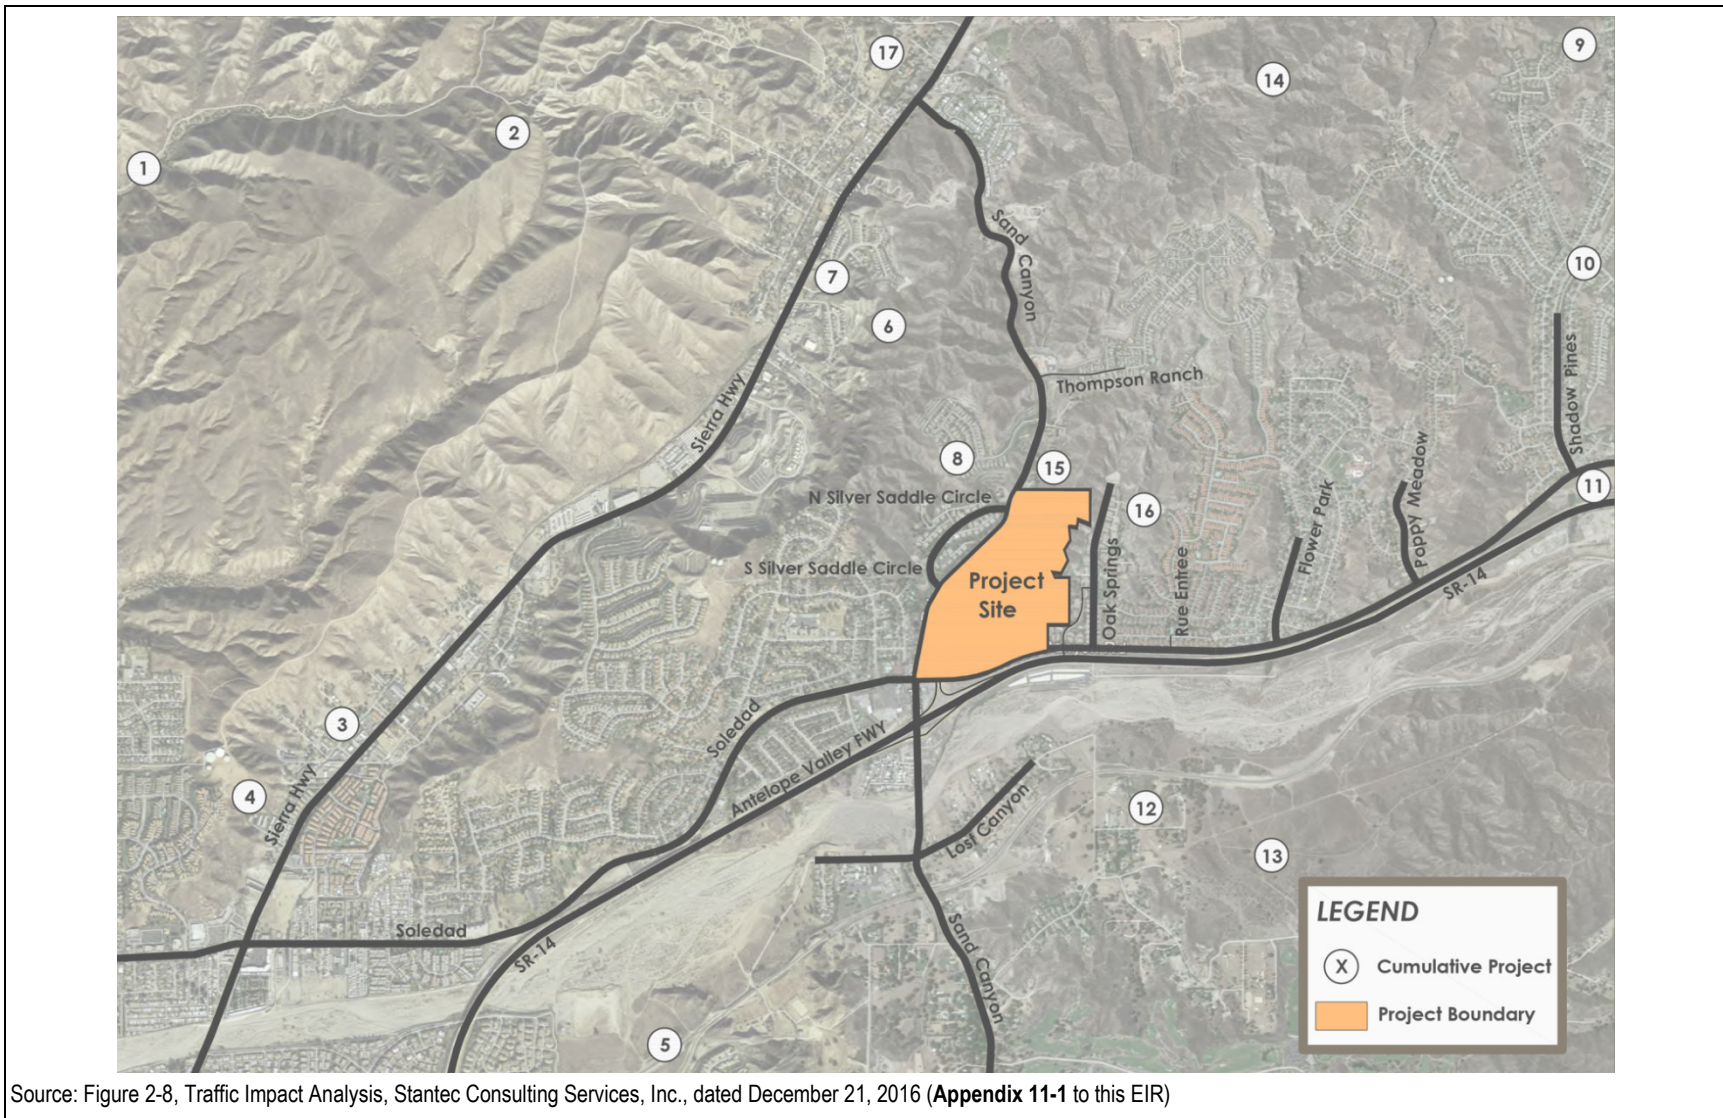 17
9
14
2
1
Sand
Canyon
10
7
6
Shadow Pines
Thompson Ranch
Sierra Hwy
8
15
Poppy Meadow
11
N Silver Saddle Circle
16
Flower Park
S Silver Saddle Circle
Project
Site
Oak Springs
Rue Entree
SR-14
3
Soledad
Antelope Valley FWY
4
Sierra Hwy
12
Lost Canyon
13
LEGEND
X Cumulative Project
Project Boundary
Soledad
SR-14
Sand Canyon
5
Source: Figure 2-8, Traffic Impact Analysis, Stantec Consulting Services, Inc., dated December 21, 2016 (Appendix 11-1 to this EIR)